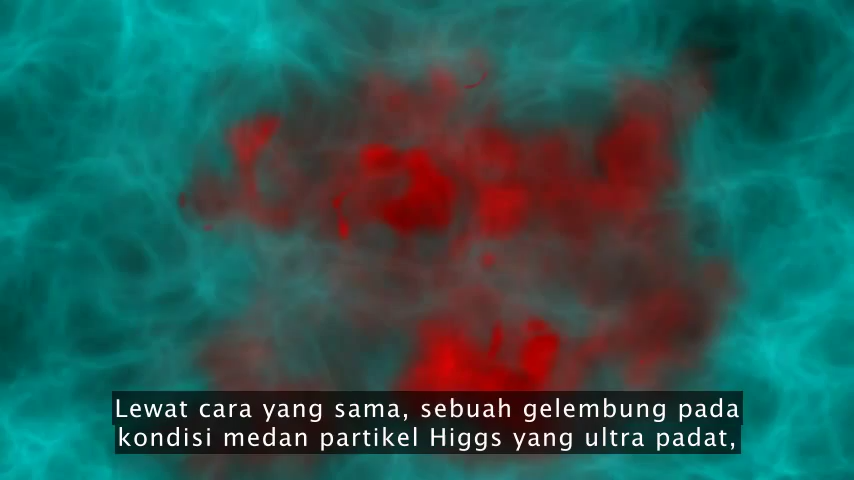 Lewat cara yang sama, sebuah gelembung pada
kondisi medan partikel Higgs yang ultra padat,